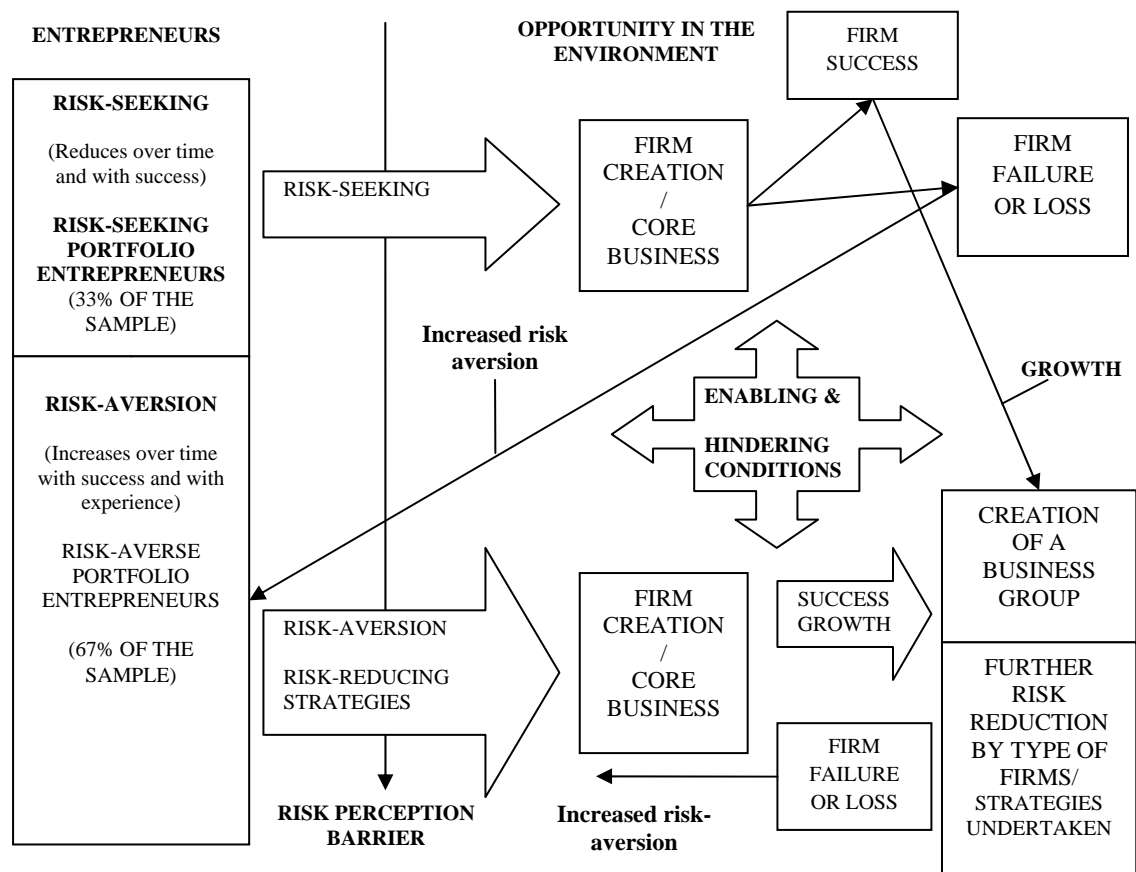 ENTREPRENEURS
RISK-SEEKING
(Reduces over time
and with success)
RISK-SEEKING
PORTFOLIO
ENTREPRENEURS
(33% OF THE
SAMPLE)
RISK-AVERSION
(Increases over time
with success and with
experience)
RISK-AVERSE
PORTFOLIO
ENTREPRENEURS
(67% OF THE
SAMPLE)
RISK-SEEKING
OPPORTUNITY IN THE
ENVIRONMENT
FIRM
CREATION
/
CORE
BUSINESS
FIRM
SUCCESS
FIRM
FAILURE
OR LOSS
Increased risk
aversion
ENABLING &
HINDERING
CONDITIONS
GROWTH
RISK-AVERSION
RISK-REDUCING
STRATEGIES
FIRM
CREATION
/
CORE
BUSINESS
SUCCESS
GROWTH
CREATION
OF A
BUSINESS
GROUP
FURTHER
RISK
REDUCTION
BY TYPE OF
FIRMS/
STRATEGIES
UNDERTAKEN
FIRM
FAILURE
OR LOSS
Increased risk-
aversion
RISK PERCEPTION
BARRIER